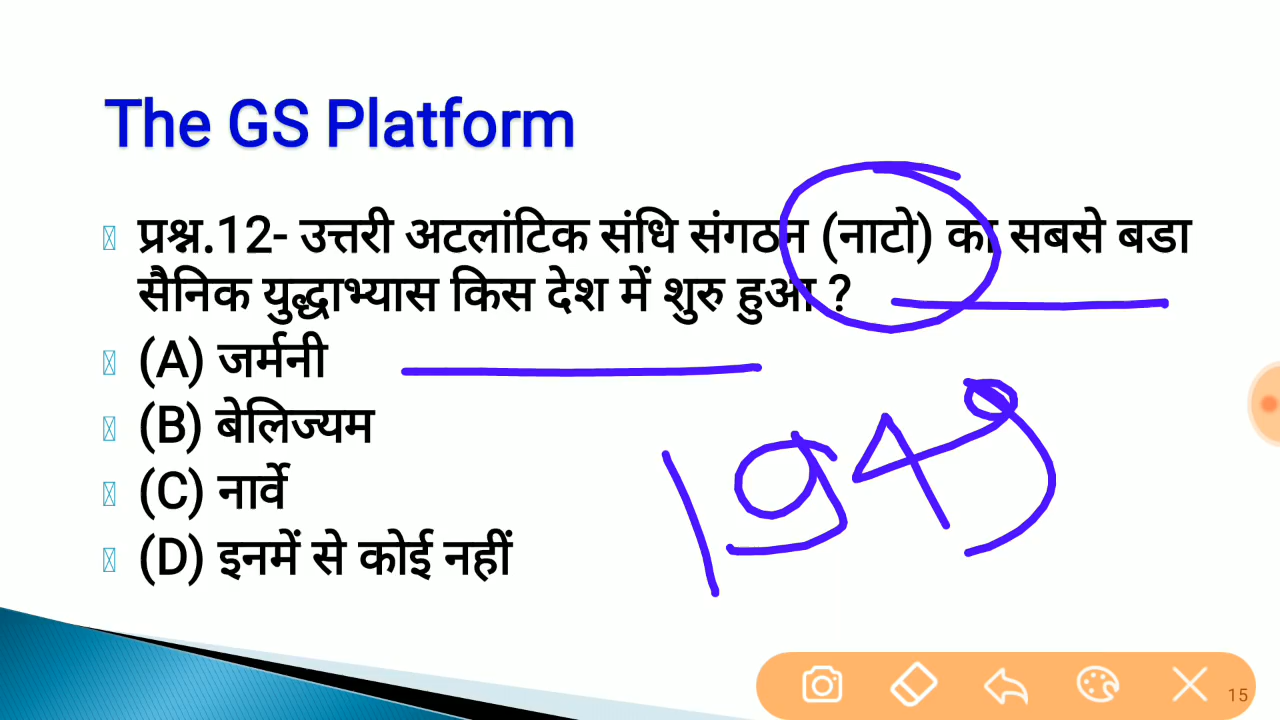 The GS Platform
प्रश्न.12- उत्तरी अटलांटिक संधि संगठन (नाटो) का सबसे बडा
सैनिक युद्धाभ्यास किस देश में शुरु हुआ ?
(A) जर्मनी
(B) बेलिज्यम
(C) नार्वे
(D) इनमें से कोई नहीं
1949
15